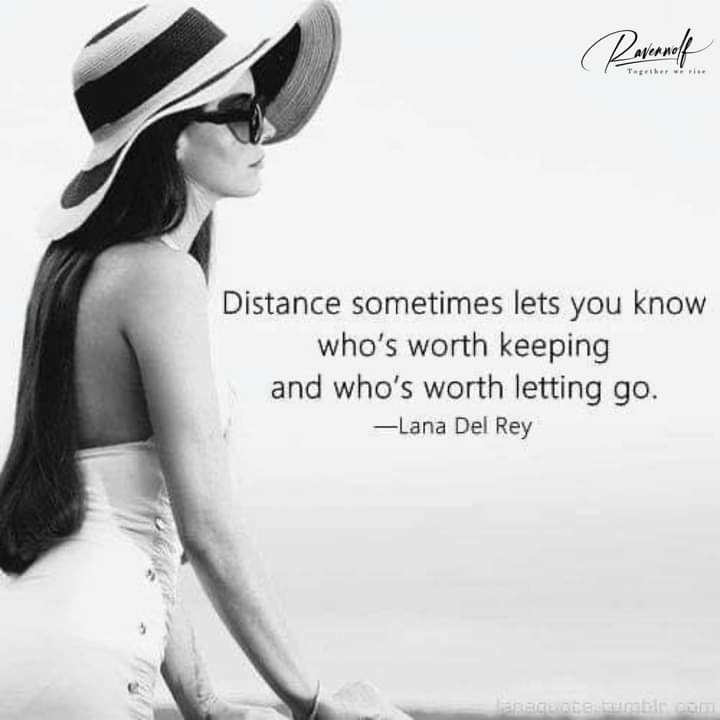 Ravenwolf
Together we rise
Distance sometimes lets you know
who's worth keeping
and who's worth letting go.
—Lana Del Rey
lanaquote.tumblr.com